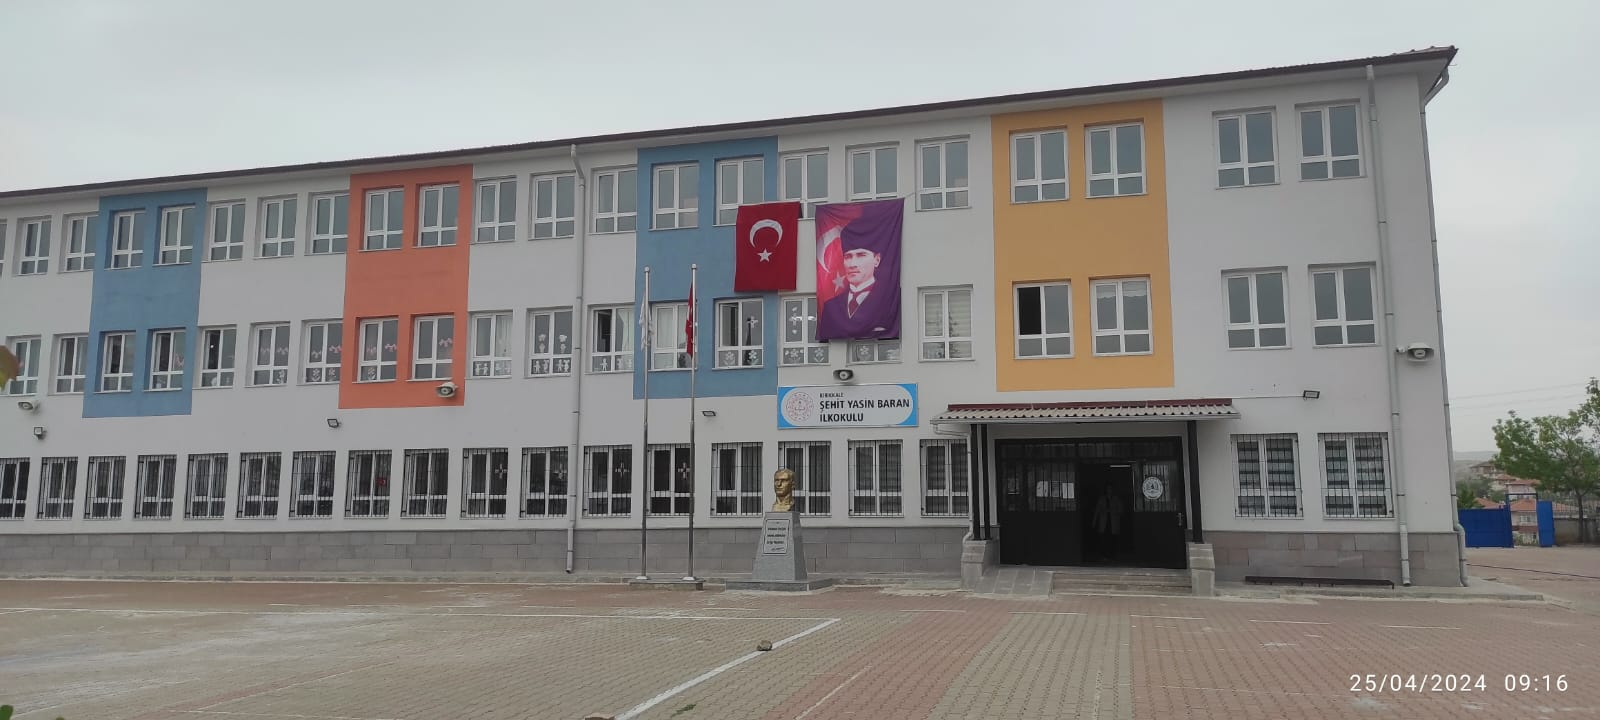 KIRIKKALE
ŞEHİT YASİN BARAN
İLKOKULU
25/04/2024 09:16